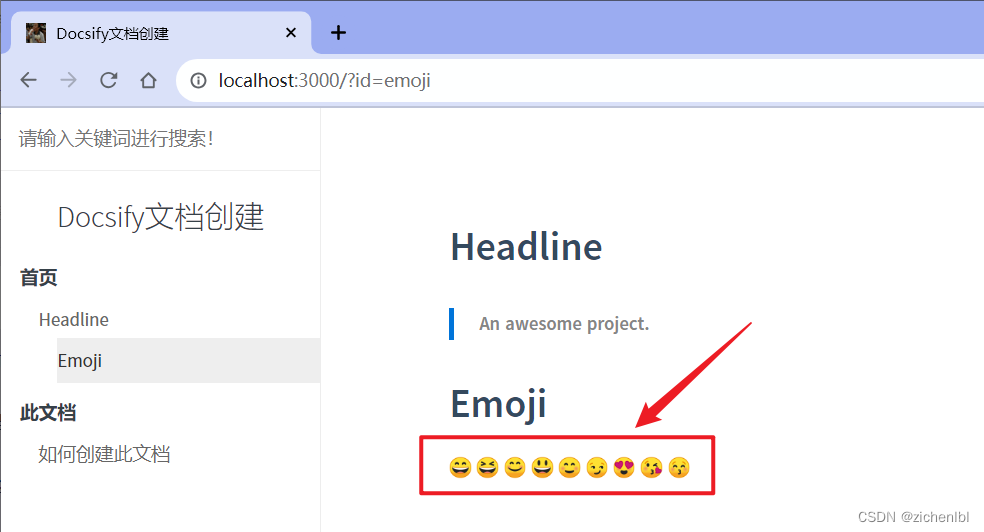 Docsify文档创建
localhost:3000/?id=emoji
请输入关键词进行搜索!
Docsify文档创建
首页
Headline
Emoji
此文档
如何创建此文档
Headline
An awesome project.
Emoji
😄😆😊😃😊😏😍😘😙
CSDN @zichenlbl